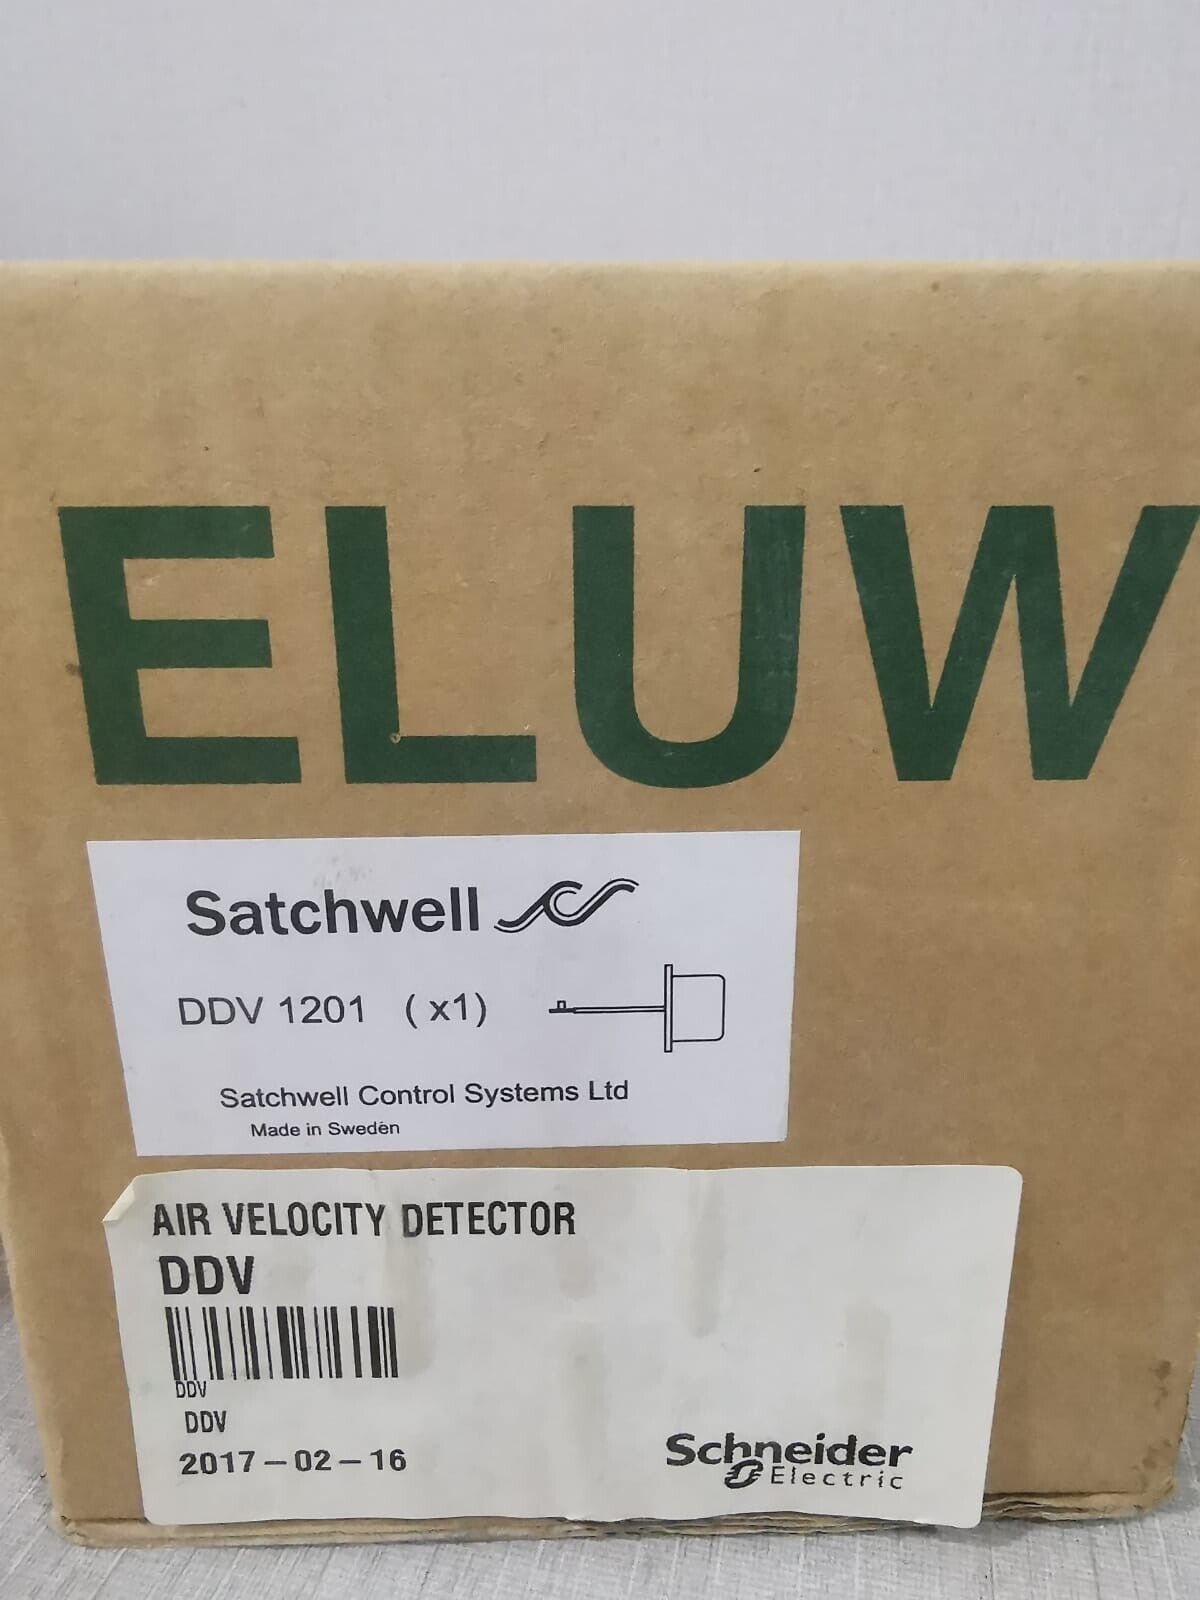 ELUW
Satchwell
DDV 1201 (x1)
Satchwell Control Systems Ltd
Made in Sweden
AIR VELOCITY DETECTOR
DDV
DDV
DDV
2017-02-16
Schneider
Electric